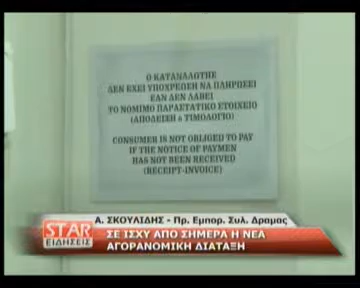 Ο ΚΑΤΑΝΑΛΩΤΗΣ
ΔΕΝ ΕΧΕΙ ΥΠΟΧΡΕΩΣΗ ΝΑ ΠΛΗΡΩΣΕΙ
ΕΑΝ ΔΕΝ ΛΑΒΕΙ
ΤΟ ΝΟΜΙΜΟ ΠΑΡΑΣΤΑΤΙΚΟ ΣΤΟΙΧΕΙΟ
(ΑΠΟΔΕΙΞΗ ή ΤΙΜΟΛΟΓΙΟ)
CONSUMER IS NOT OBLIGED TO PAY
IF THE NOTICE OF PAYMEN
HAS NOT BEEN RECEIVED
(RECEIPT-INVOICE)
Α. ΣΚΟΥΛΙΔΗΣ - Πρ. Εμπορ. Συλ. Δραμας
STAR
ΕΙΔΗΣΕΙΣ
ΣΕ ΙΣΧΥ ΑΠΟ ΣΗΜΕΡΑ Η ΝΕΑ
ΑΓΟΡΑΝΟΜΙΚΗ ΔΙΑΤΑΞΗ